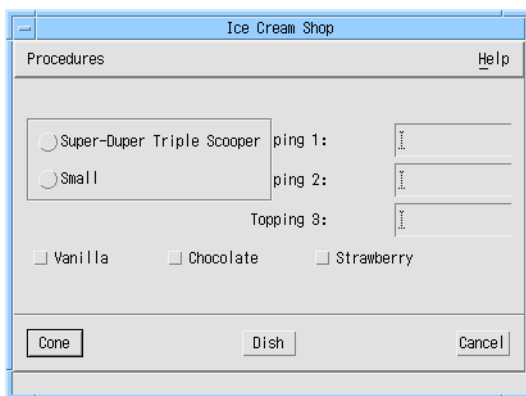 Ice Cream Shop
Procedures Help
Super-Duper Triple Scooper ping 1:
Small ping 2:
Topping 3:
Vanilla Chocolate Strawberry
Cone Dish Cancel